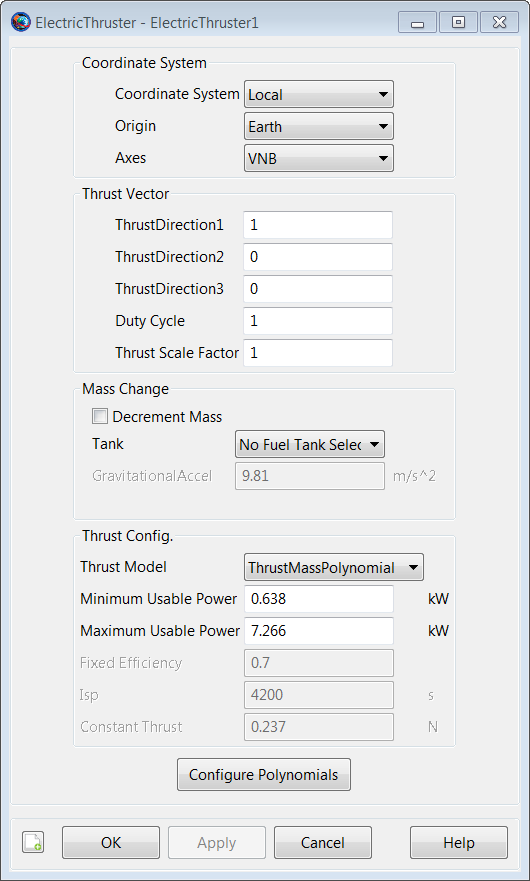 ElectricThruster - ElectricThruster1
Coordinate System
Coordinate System Local
Origin Earth
Axes VNB
Thrust Vector
ThrustDirection1 1
ThrustDirection2 0
ThrustDirection3 0
Duty Cycle 1
Thrust Scale Factor 1
Mass Change
Decrement Mass
Tank No Fuel Tank Selec
GravitationalAccel 9.81 m/s^2
Thrust Config.
Thrust Model ThrustMassPolynomial
Minimum Usable Power 0.638 kW
Maximum Usable Power 7.266 kW
Fixed Efficiency 0.7
Isp 4200 s
Constant Thrust 0.237 N
Configure Polynomials
OK Apply Cancel Help